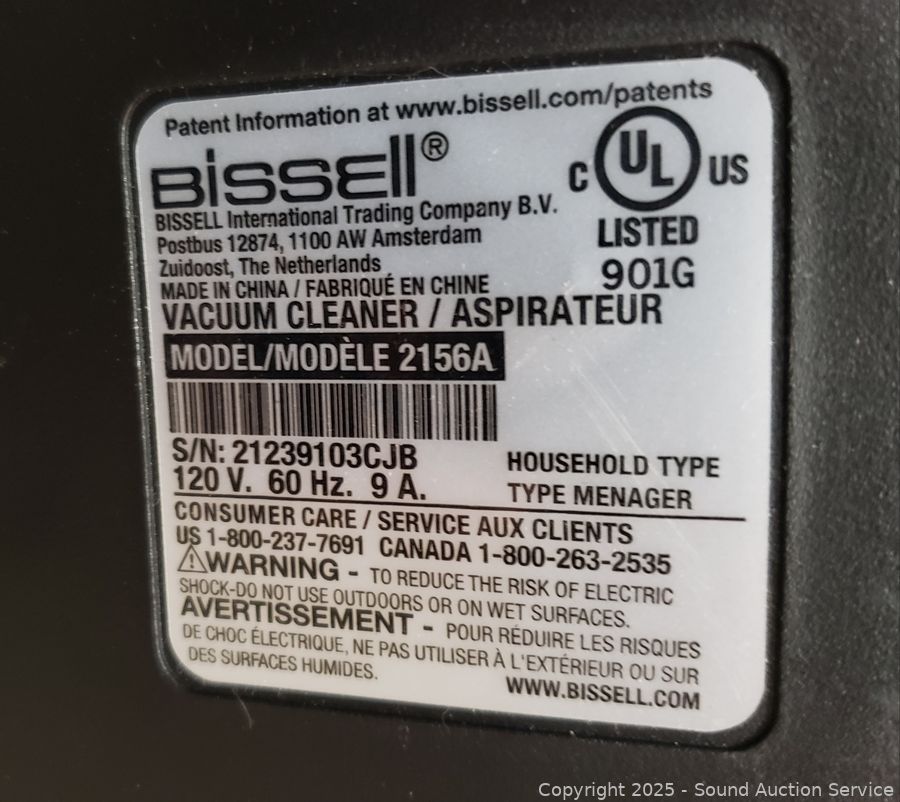 Patent Information at www.bissell.com/patents
BISSELL®
BISSELL International Trading Company B.V.
Postbus 12874, 1100 AW Amsterdam
Zuidoost, The Netherlands
MADE IN CHINA / FABRIQUÉ EN CHINE
C UL US
LISTED
901G
VACUUM CLEANER / ASPIRATEUR
MODEL/MODÈLE 2156A
S/N: 21239103CJB
120 V. 60 Hz. 9 A.
HOUSEHOLD TYPE
TYPE MENAGER
CONSUMER CARE / SERVICE AUX CLIENTS
US 1-800-237-7691 CANADA 1-800-263-2535
WARNING - TO REDUCE THE RISK OF ELECTRIC
SHOCK-DO NOT USE OUTDOORS OR ON WET SURFACES.
AVERTISSEMENT - POUR RÉDUIRE LES RISQUES
DE CHOC ÉLECTRIQUE, NE PAS UTILISER À L'EXTÉRIEUR OU SUR
DES SURFACES HUMIDES.
WWW.BISSELL.COM
Copyright 2025 - Sound Auction Service